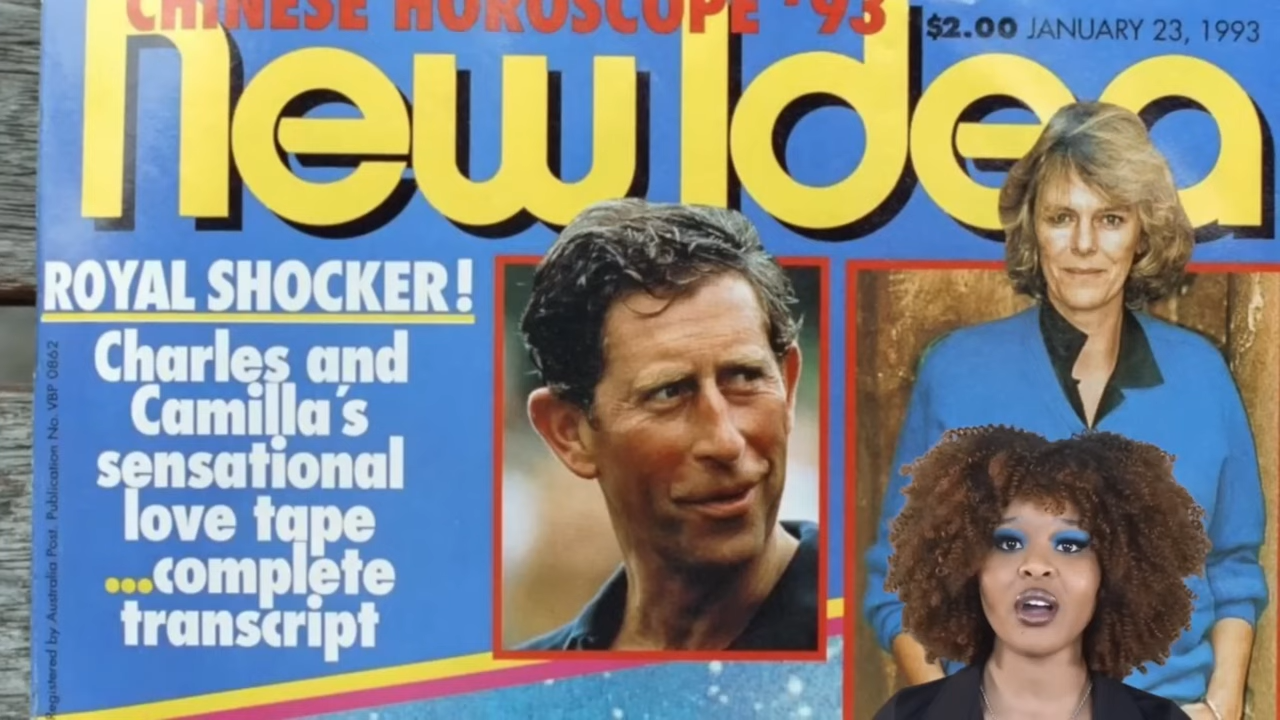 CHINESE HOROSCOPE '93
$2.00 JANUARY 23, 1993
New Idea
ROYAL SHOCKER!
Charles and
Camilla's
sensational
love tape
...complete
transcript
Registered by Australia Post. Publication No. VBP 0862